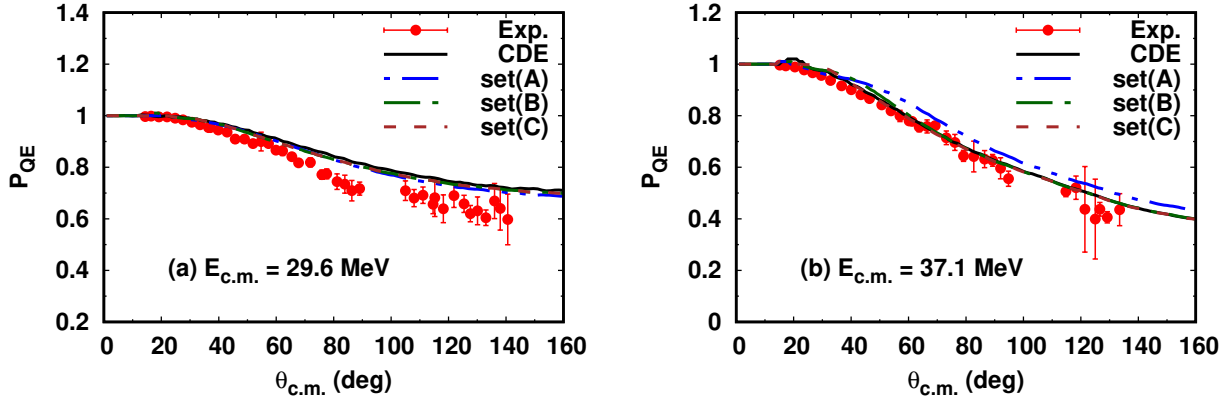 1.4
1.2
1
0.8
0.6
0.4
0.2
P_QE
Exp.
CDE
set(A)
set(B)
set(C)
(a) E_c.m. = 29.6 MeV
0 20 40 60 80 100 120 140 160
θ_c.m. (deg)
1.2
1
0.8
0.6
0.4
0.2
0
P_QE
Exp.
CDE
set(A)
set(B)
set(C)
(b) E_c.m. = 37.1 MeV
0 20 40 60 80 100 120 140 160
θ_c.m. (deg)